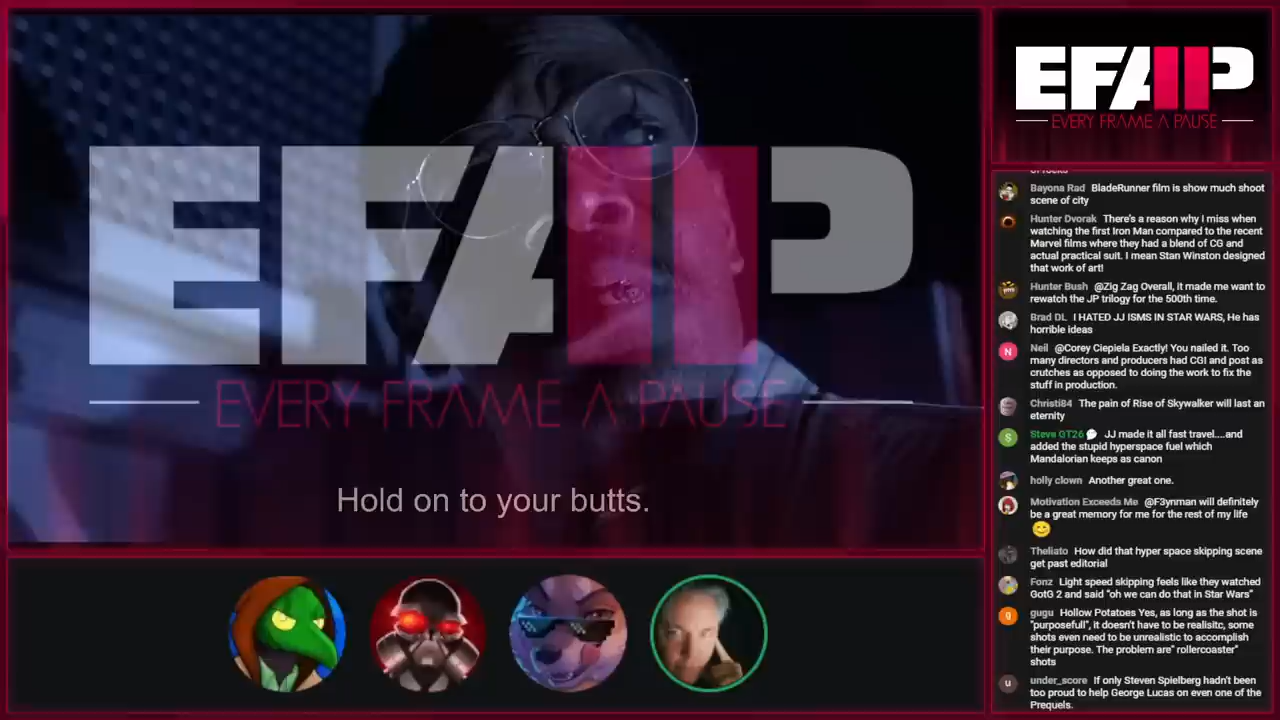 EFAP
EVERY FRAME A PAUSE
Hold on to your butts.
EFAP
EVERY FRAME A PAUSE
of rocks
Bayona Rad BladeRunner film is show much shoot
scene of city
Hunter Dvorak There's a reason why I miss when
watching the first Iron Man compared to the recent
Marvel films where they had a blend of CG and
actual practical suit. I mean Stan Winston designed
that work of art!
Hunter Bush @Zig Zag Overall, it made me want to
rewatch the JP trilogy for the 500th time.
Brad DL I HATED JJ ISMS IN STAR WARS, He has
horrible ideas
N Neil @Corey Ciepiela Exactly! You nailed it. Too
many directors and producers had CGI and post as
crutches as opposed to doing the work to fix the
stuff in production.
Christi84 The pain of Rise of Skywalker will last an
eternity
S Steve GT26 JJ made it all fast travel....and
added the stupid hyperspace fuel which
Mandalorian keeps as canon
holly clown Another great one.
Motivation Exceeds Me @F3ynman will definitely
be a great memory for me for the rest of my life
Theliato How did that hyper space skipping scene
get past editorial
Fonz Light speed skipping feels like they watched
GotG 2 and said "oh we can do that in Star Wars"
g gugu Hollow Potatoes Yes, as long as the shot is
"purposefull", it doesn't have to be realisitc, some
shots even need to be unrealistic to accomplish
their purpose. The problem are" rollercoaster"
shots
u under_score If only Steven Spielberg hadn't been
too proud to help George Lucas on even one of the
Prequels.